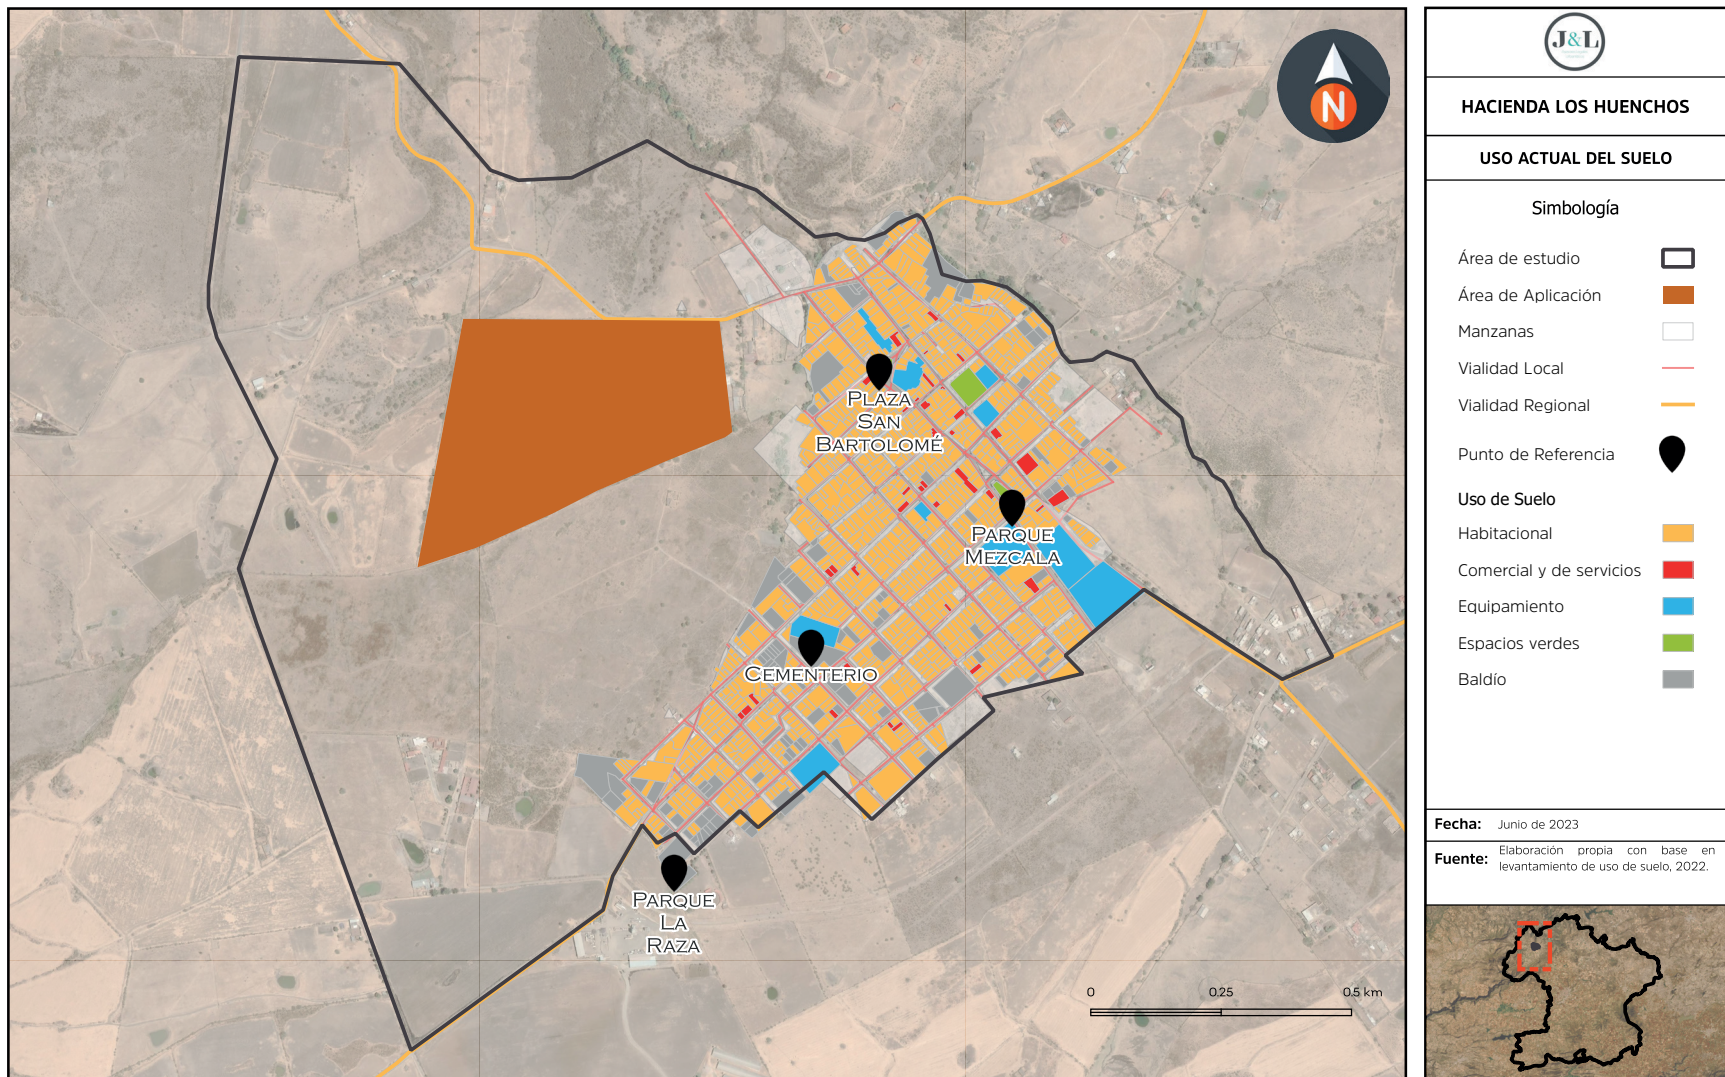 N
PLAZA
SAN
BARTOLOMÉ
PARQUE
MEZCALA
CEMENTERIO
PARQUE
LA
RAZA
0 0.25 0.5 km
J&L
HACIENDA LOS HUENCHOS
USO ACTUAL DEL SUELO
Simbología
Área de estudio
Área de Aplicación
Manzanas
Vialidad Local
Vialidad Regional
Punto de Referencia
Uso de Suelo
Habitacional
Comercial y de servicios
Equipamiento
Espacios verdes
Baldío
Fecha: Junio de 2023
Fuente: Elaboración propia con base en
levantamiento de uso de suelo, 2022.